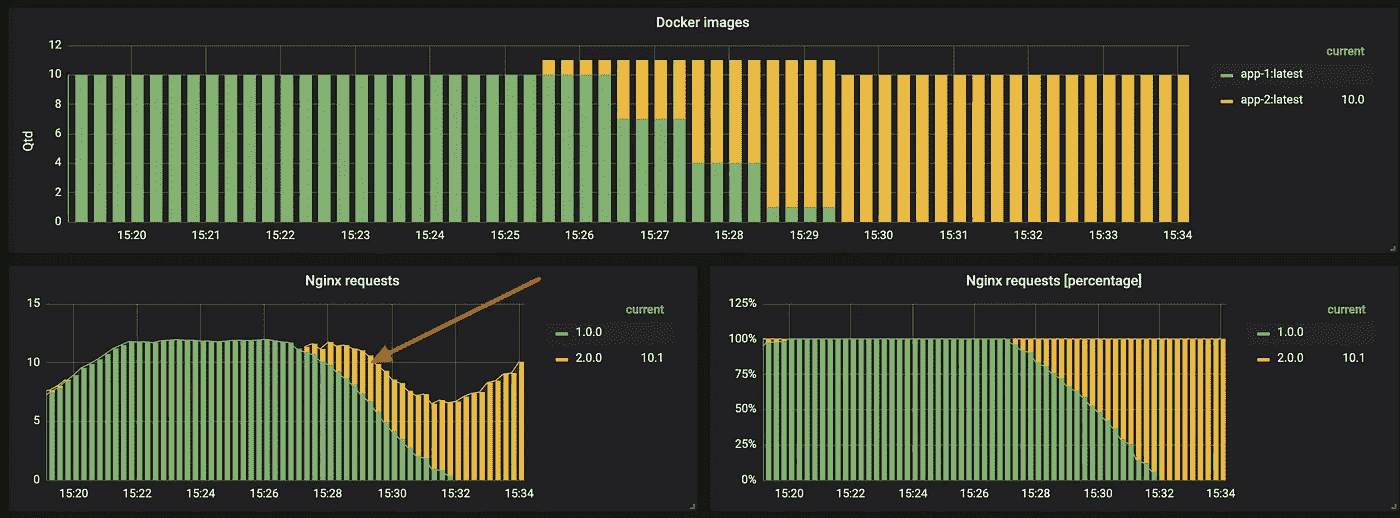 Docker images
12
10
8
6
4
2
0
Qtd
15:20 15:21 15:22 15:23 15:24 15:25 15:26 15:27 15:28 15:29 15:30 15:31 15:32 15:33 15:34
current
app-1:latest
app-2:latest 10.0
Nginx requests
15
10
5
0
15:20 15:22 15:24 15:26 15:28 15:30 15:32 15:34
current
1.0.0
2.0.0 10.1
Nginx requests [percentage]
125%
100%
75%
50%
25%
0%
15:20 15:22 15:24 15:26 15:28 15:30 15:32 15:34
current
1.0.0
2.0.0 10.1